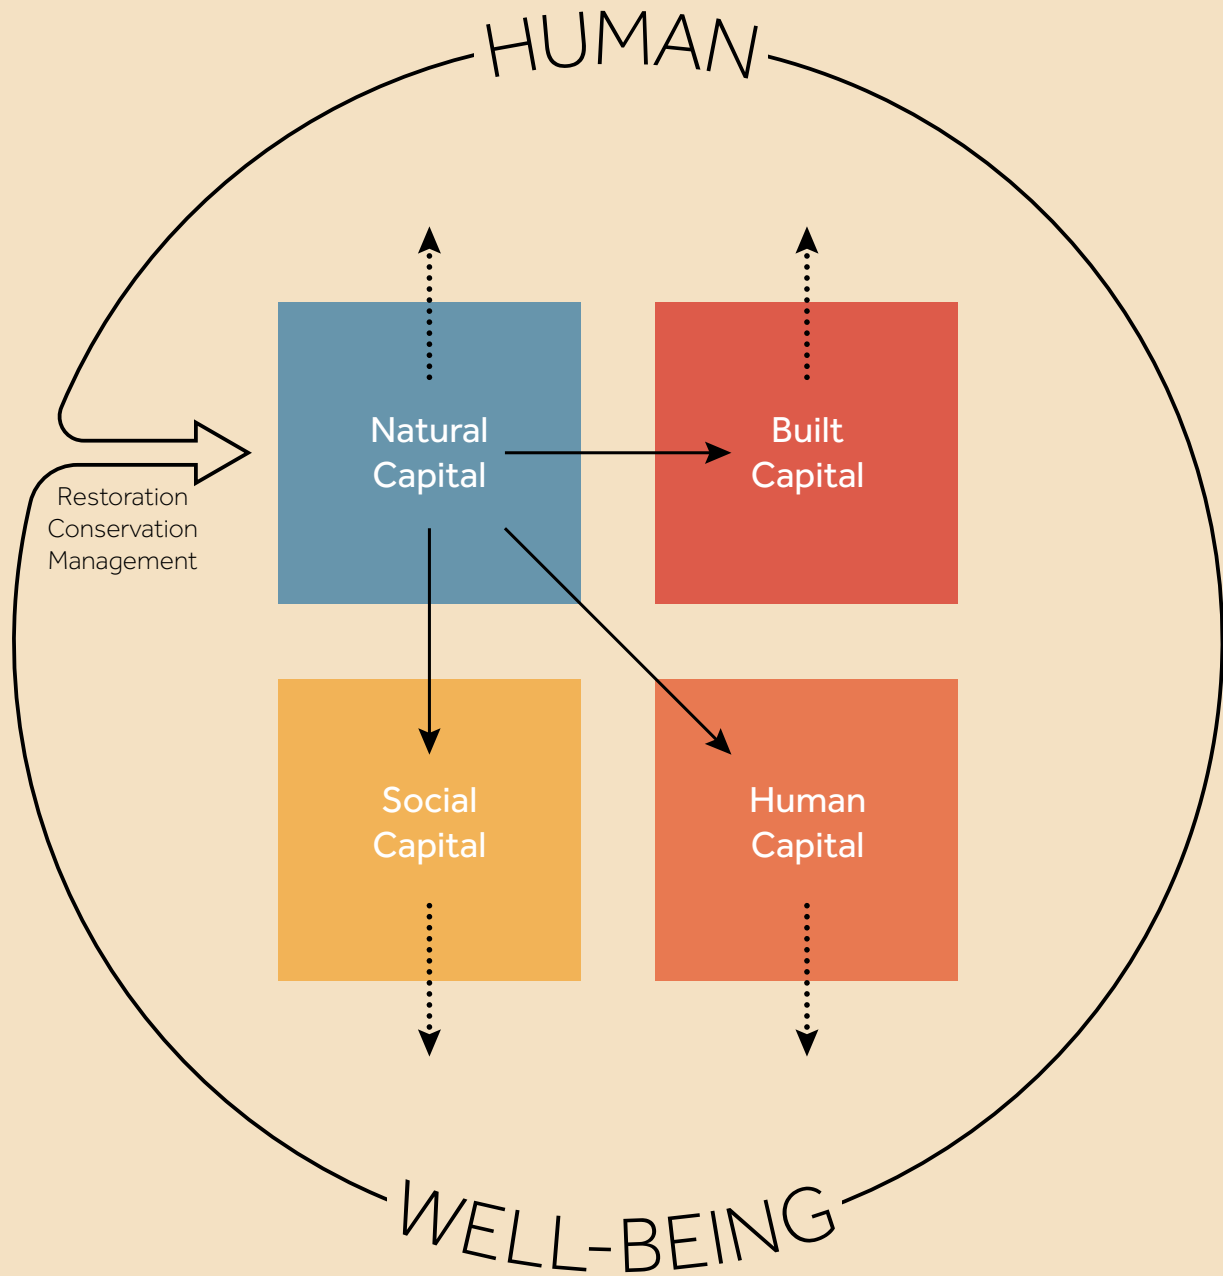 HUMAN
Natural
Capital
Built
Capital
Restoration
Conservation
Management
Social
Capital
Human
Capital
WELL-BEING